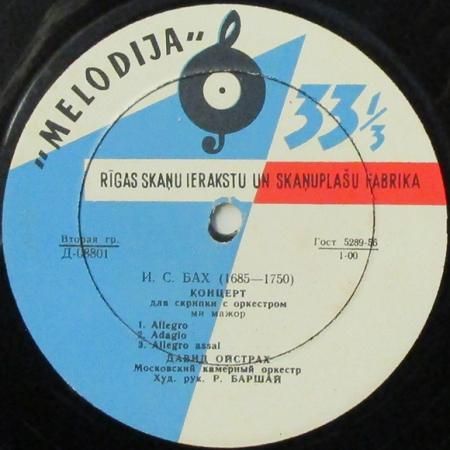 "MELODIJA"
33 1/3
RĪGAS SKAŅU IERAKSTU UN SKAŅUPLAŠU FABRIKA
Вторая гр.
Д-08801
Гост 5289-56
1-00
И. С. БАХ (1685—1750)
КОНЦЕРТ
для скрипки с оркестром
ми мажор
1. Allegro
2. Adagio
3. Allegro assai
ДАВИД ОЙСТРАХ
Московский камерный оркестр
Худ. рук. Р. БАРШАЙ